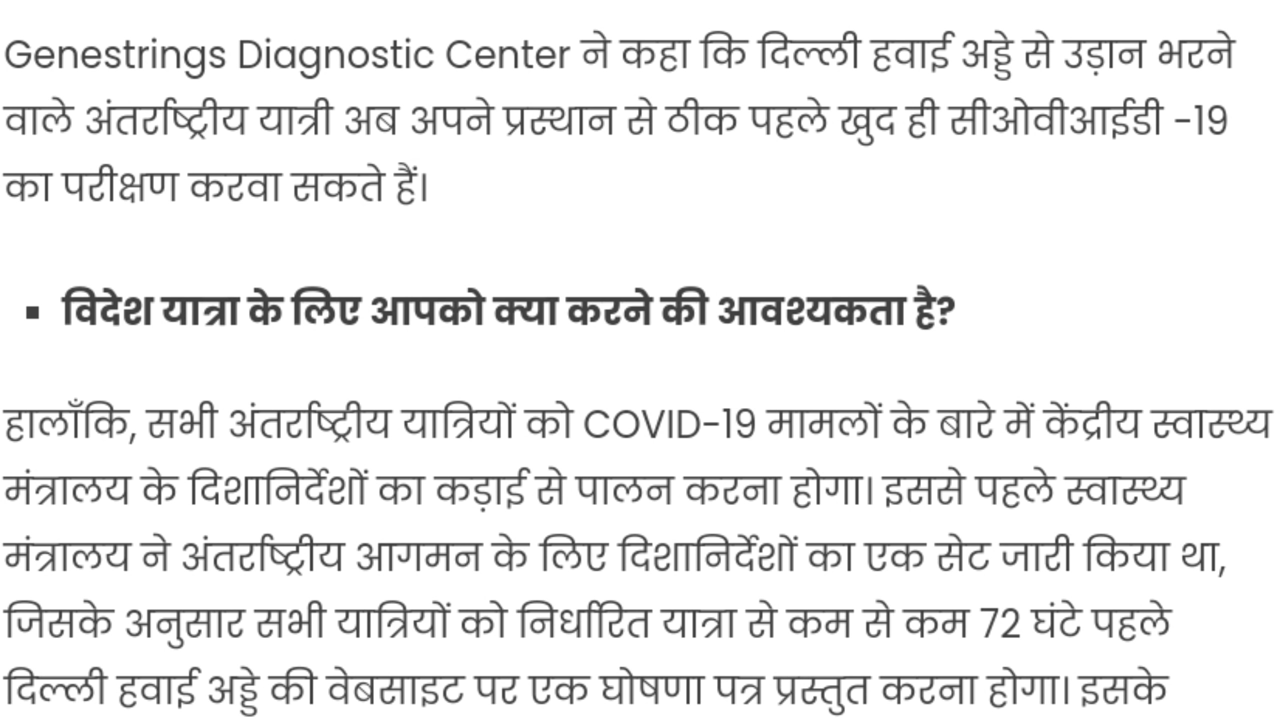 Genestrings Diagnostic Center ने कहा कि दिल्ली हवाई अड्डे से उड़ान भरने
वाले अंतर्राष्ट्रीय यात्री अब अपने प्रस्थान से ठीक पहले खुद ही सीओवीआईडी -19
का परीक्षण करवा सकते हैं।
▪ विदेश यात्रा के लिए आपको क्या करने की आवश्यकता है?
हालाँकि, सभी अंतर्राष्ट्रीय यात्रियों को COVID-19 मामलों के बारे में केंद्रीय स्वास्थ्य
मंत्रालय के दिशानिर्देशों का कड़ाई से पालन करना होगा। इससे पहले स्वास्थ्य
मंत्रालय ने अंतर्राष्ट्रीय आगमन के लिए दिशानिर्देशों का एक सेट जारी किया था,
जिसके अनुसार सभी यात्रियों को निर्धारित यात्रा से कम से कम 72 घंटे पहले
दिल्ली हवाई अड्डे की वेबसाइट पर एक घोषणा पत्र प्रस्तुत करना होगा। इसके